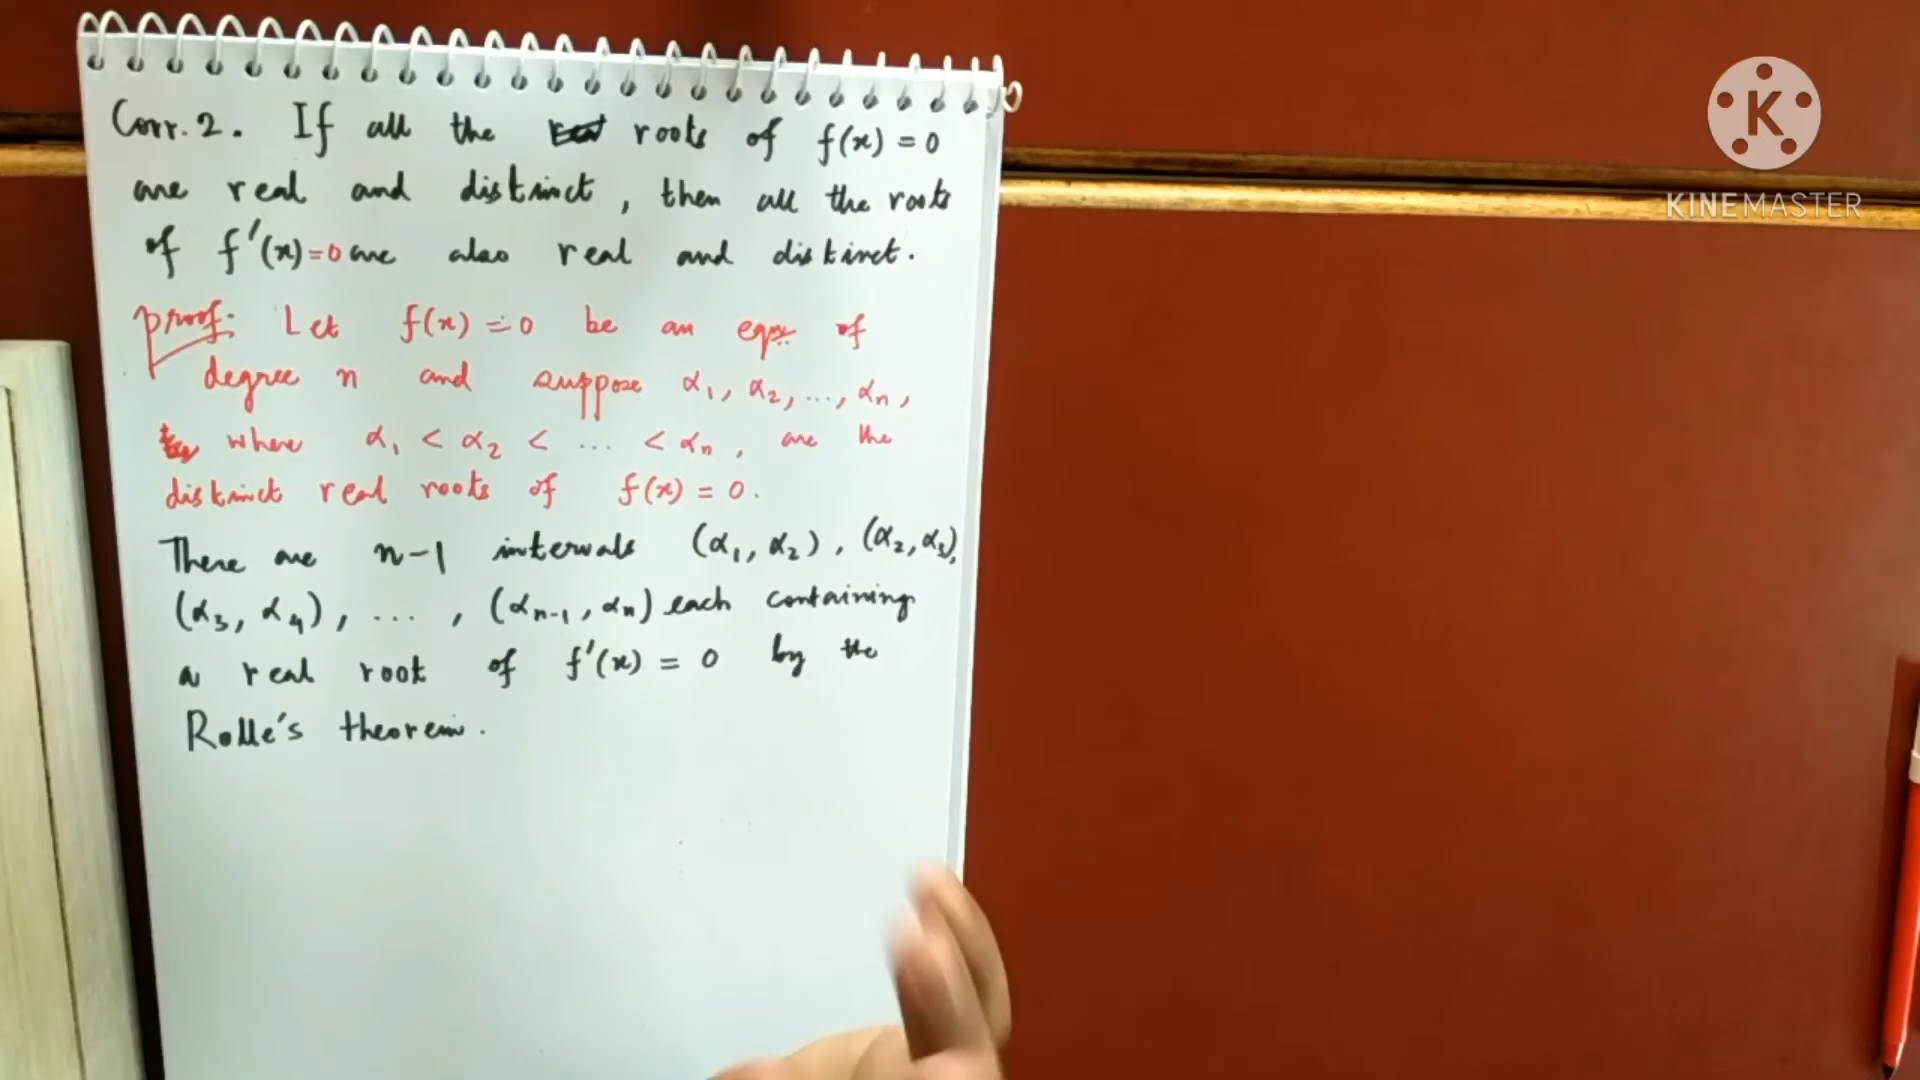 Corr. 2. If all the roots of f(x) = 0
are real and distinct, then all the roots
of f'(x) = 0 are also real and distinct.
Proof: Let f(x) = 0 be an eqn. of
degree n and suppose α₁, α₂, ..., αₙ,
where α₁ < α₂ < ... < αₙ, are the
distinct real roots of f(x) = 0.
There are n-1 intervals (α₁, α₂), (α₂, α₃),
(α₃, α₄), ..., (αₙ₋₁, αₙ) each containing
a real root of f'(x) = 0 by the
Rolle's theorem.
K
KINEMASTER